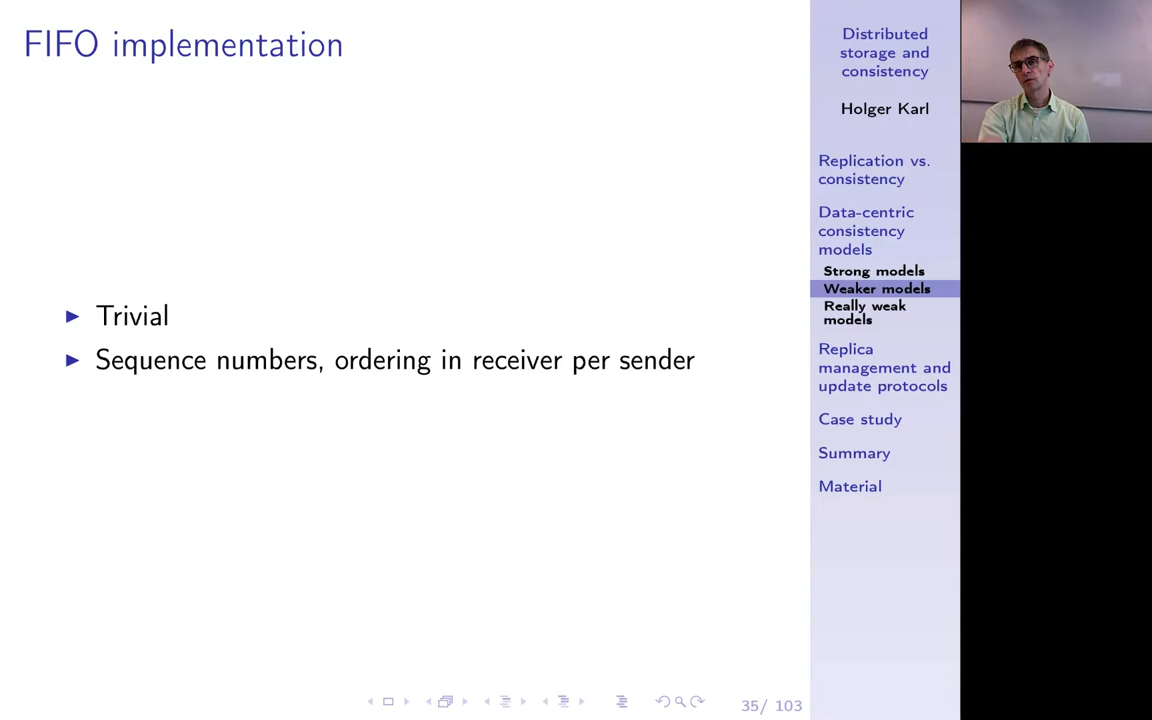 FIFO implementation
▶ Trivial
▶ Sequence numbers, ordering in receiver per sender
Distributed
storage and
consistency
Holger Karl
Replication vs.
consistency
Data-centric
consistency
models
Strong models
Weaker models
Really weak
models
Replica
management and
update protocols
Case study
Summary
Material
35/ 103